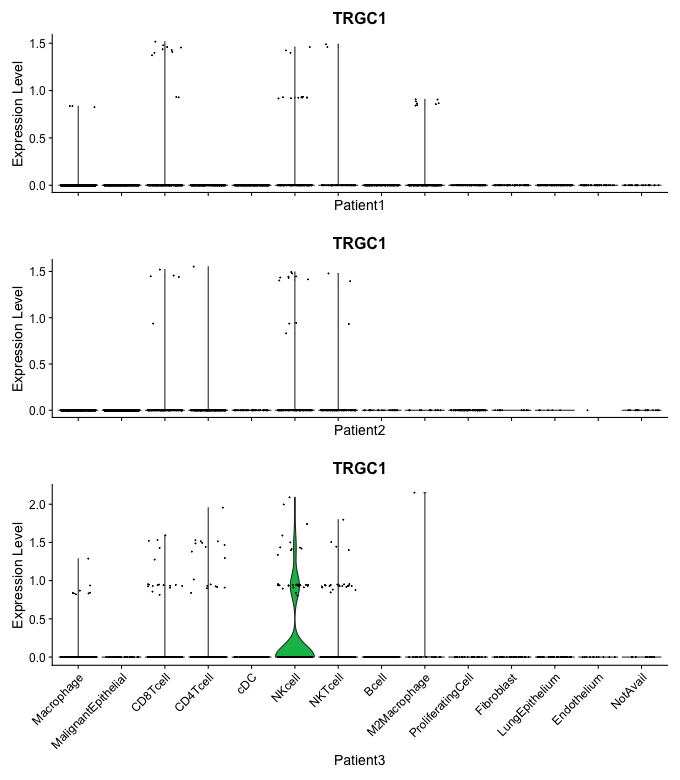 TRGC1
Expression Level
1.5
1.0
0.5
0.0
Patient1
TRGC1
Expression Level
1.5
1.0
0.5
0.0
Patient2
TRGC1
Expression Level
2.0
1.5
1.0
0.5
0.0
Macrophage
MalignantEpithelial
CD8Tcell
CD4Tcell
cDC
NKcell
NKTcell
Bcell
M2Macrophage
ProliferatingCell
Fibroblast
LungEpithelium
Endothelium
NotAvail
Patient3